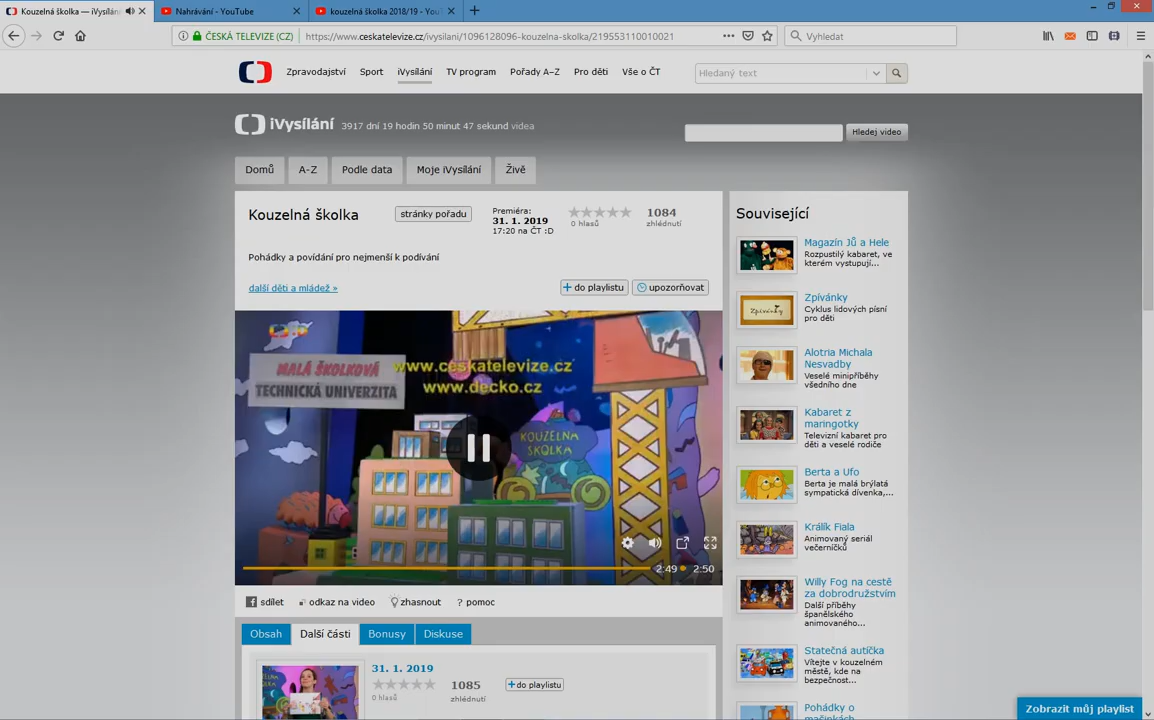 Kouzelná školka — iVysílán
Nahrávání - YouTube
kouzelná školka 2018/19 - YouT
ČESKÁ TELEVIZE (CZ)
https://www.ceskatelevize.cz/ivysilani/1096128096-kouzelna-skolka/219553110010021
Vyhledat
Zpravodajství Sport iVysílání TV program Pořady A–Z Pro děti Vše o ČT
Hledaný text
iVysílání 3917 dní 19 hodin 50 minut 47 sekund videa
Hledej video
Domů A-Z Podle data Moje iVysílání Živě
Kouzelná školka
stránky pořadu
Premiéra:
31. 1. 2019
17:20 na ČT :D
0 hlasů
1084
zhlédnutí
Pohádky a povídání pro nejmenší k podívání
další děti a mládež »
+ do playlistu
upozorňovat
MALÁ ŠKOLKOVÁ
TECHNICKÁ UNIVERZITA
www.ceskatelevize.cz
www.decko.cz
KOUZELNÁ
ŠKOLKA
2:49 2:50
sdílet odkaz na video zhasnout ? pomoc
Obsah Další části Bonusy Diskuse
31. 1. 2019
0 hlasů
1085
zhlédnutí
+do playlistu
Související
Magazín Jů a Hele
Rozpustilý kabaret, ve
kterém vystupují...
Zpívánky
Zpívánky
Cyklus lidových písní
pro děti
Alotria Michala
Nesvadby
Veselé minipříběhy
všedního dne
Kabaret z
maringotky
Televizní kabaret pro
děti a veselé rodiče
Berta a Ufo
Berta je malá brýlatá
sympatická dívenka,...
Králík Fiala
Animovaný seriál
večerníčků
Willy Fog na cestě
za dobrodružstvím
Další příběhy
španělského
animovaného...
Statečná autíčka
Vítejte v kouzelném
městě, kde na
bezpečnost...
Pohádky o
mašinkách
Zobrazit můj playlist